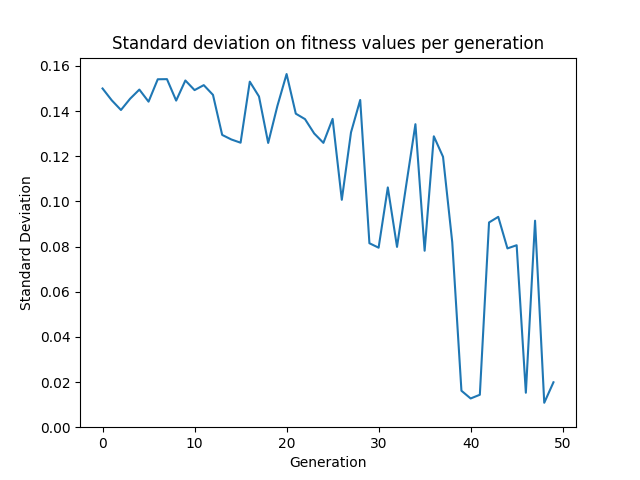 Standard deviation on fitness values per generation
0.16
0.14
0.12
0.10
0.08
0.06
0.04
0.02
0.00
Standard Deviation
0 10 20 30 40 50
Generation